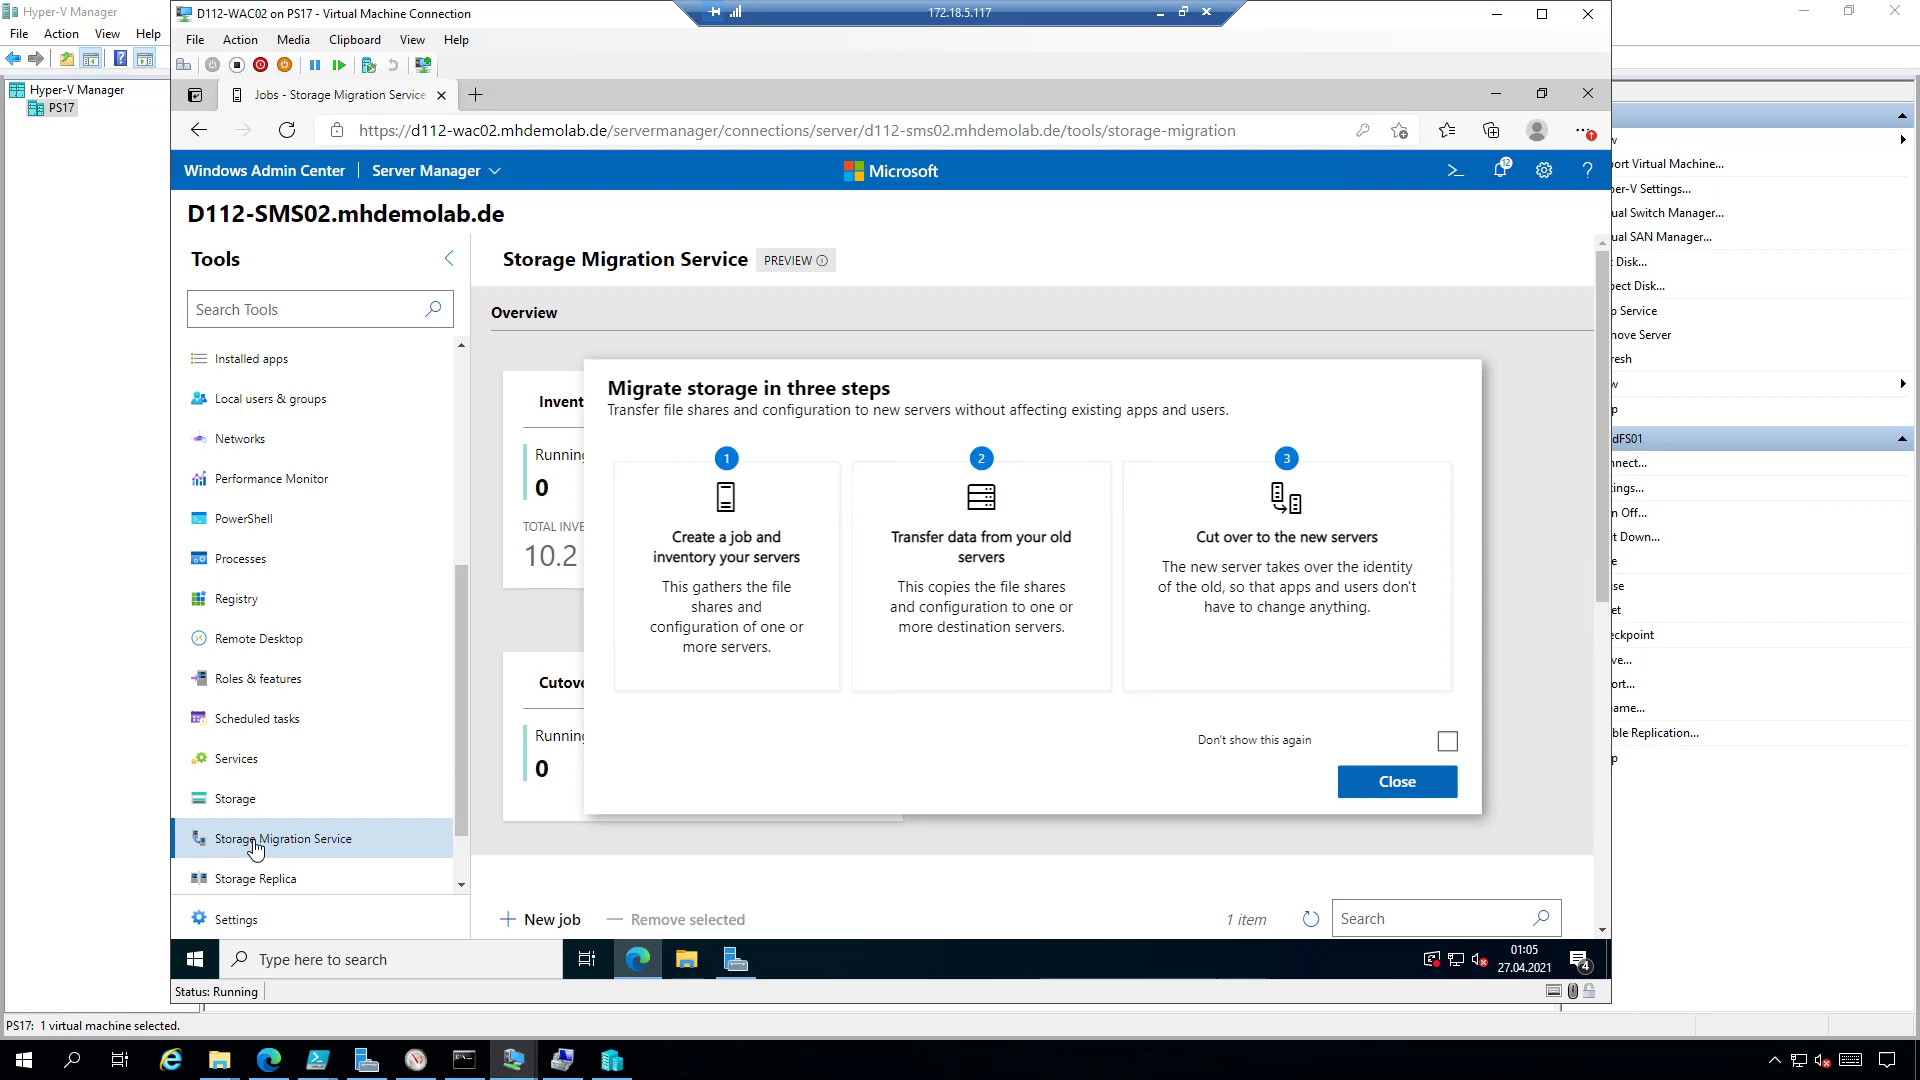 Hyper-V Manager
File Action View Help
Hyper-V Manager
PS17
D112-WAC02 on PS17 - Virtual Machine Connection
172.18.5.117
File Action Media Clipboard View Help
Jobs - Storage Migration Service
https://d112-wac02.mhdemolab.de/servermanager/connections/server/d112-sms02.mhdemolab.de/tools/storage-migration
Windows Admin Center
Server Manager
Microsoft
12
D112-SMS02.mhdemolab.de
Tools
Search Tools
Installed apps
Local users & groups
Networks
Performance Monitor
PowerShell
Processes
Registry
Remote Desktop
Roles & features
Scheduled tasks
Services
Storage
Storage Migration Service
Storage Replica
Settings
Storage Migration Service
PREVIEW
Overview
Invent
Running
0
TOTAL INVE
10.2
Cutove
Running
0
Migrate storage in three steps
Transfer file shares and configuration to new servers without affecting existing apps and users.
1
Create a job and
inventory your servers
This gathers the file
shares and
configuration of one or
more servers.
2
Transfer data from your old
servers
This copies the file shares
and configuration to one or
more destination servers.
3
Cut over to the new servers
The new server takes over the identity
of the old, so that apps and users don't
have to change anything.
Don't show this again
Close
New job
Remove selected
1 item
Search
Type here to search
01:05
27.04.2021
4
Status: Running
w
ort Virtual Machine...
per-V Settings...
ual Switch Manager...
ual SAN Manager...
t Disk...
pect Disk...
p Service
nove Server
resh
w
p
dFS01
nnect...
ings...
n Off...
t Down...
e
se
et
eckpoint
ve...
ort...
name...
ble Replication...
p
PS17: 1 virtual machine selected.